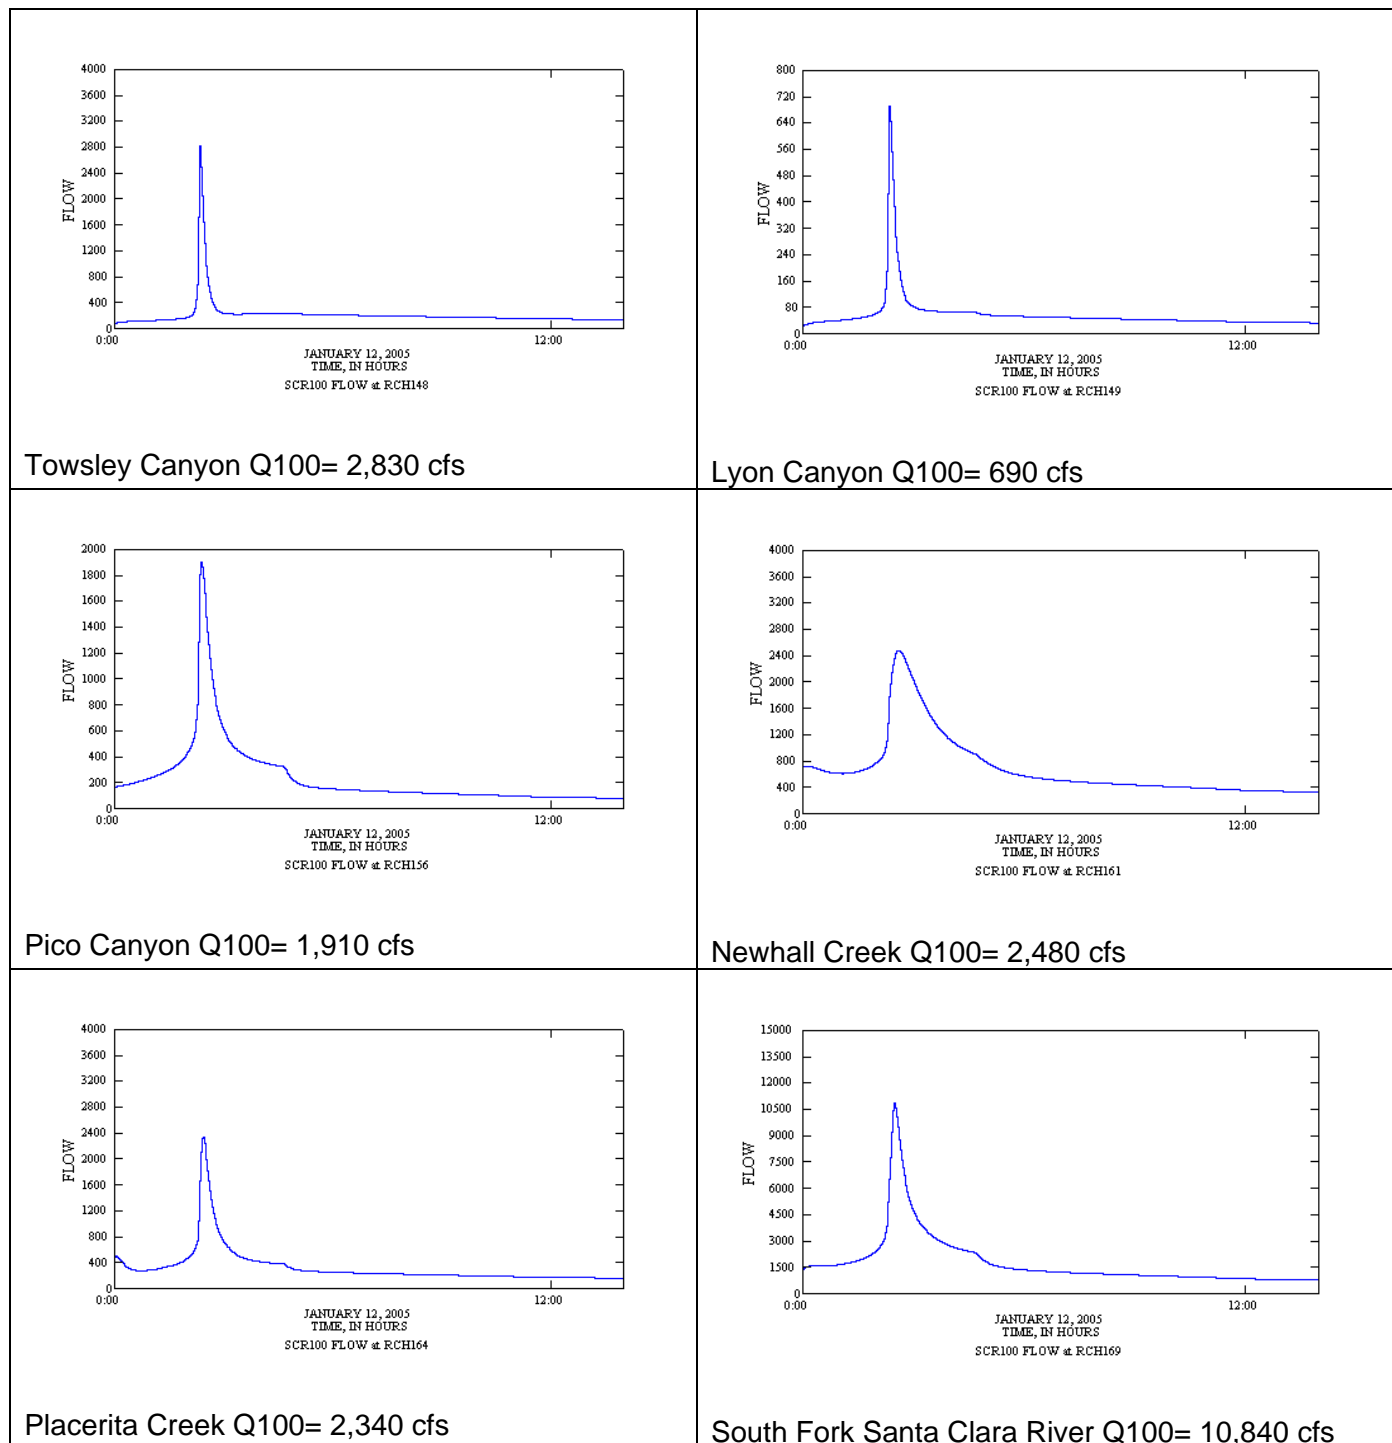 4000
3600
3200
2800
2400
2000
1600
1200
800
400
0
FLOW
0:00
12:00
JANUARY 12, 2005
TIME, IN HOURS
SCR100 FLOW at RCH148
Towsley Canyon Q100= 2,830 cfs
800
720
640
560
480
400
320
240
160
80
0
FLOW
0:00
12:00
JANUARY 12, 2005
TIME, IN HOURS
SCR100 FLOW at RCH149
Lyon Canyon Q100= 690 cfs
2000
1800
1600
1400
1200
1000
800
600
400
200
0
FLOW
0:00
12:00
JANUARY 12, 2005
TIME, IN HOURS
SCR100 FLOW at RCH156
Pico Canyon Q100= 1,910 cfs
4000
3600
3200
2800
2400
2000
1600
1200
800
400
0
FLOW
0:00
12:00
JANUARY 12, 2005
TIME, IN HOURS
SCR100 FLOW at RCH161
Newhall Creek Q100= 2,480 cfs
4000
3600
3200
2800
2400
2000
1600
1200
800
400
0
FLOW
0:00
12:00
JANUARY 12, 2005
TIME, IN HOURS
SCR100 FLOW at RCH164
Placerita Creek Q100= 2,340 cfs
15000
13500
12000
10500
9000
7500
6000
4500
3000
1500
0
FLOW
0:00
12:00
JANUARY 12, 2005
TIME, IN HOURS
SCR100 FLOW at RCH169
South Fork Santa Clara River Q100= 10,840 cfs